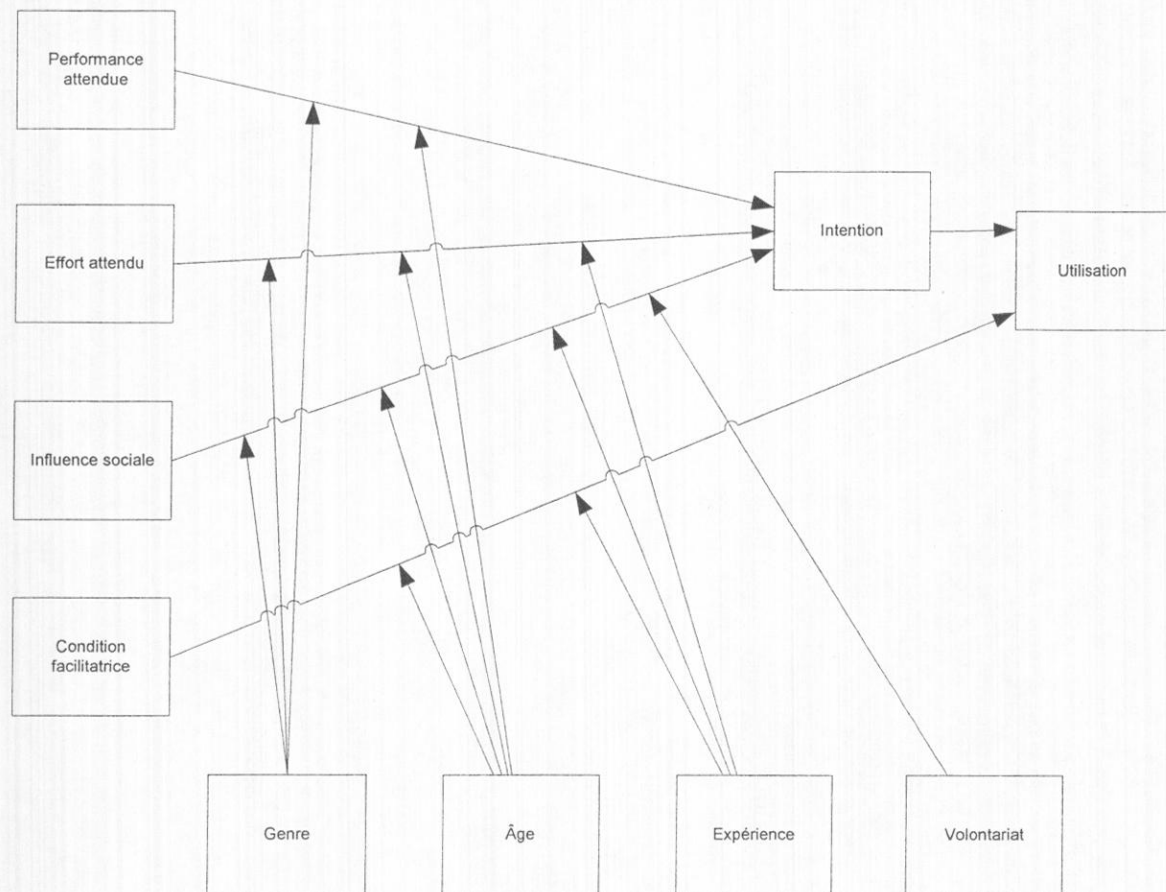 Performance
attendue
Effort attendu
Intention
Utilisation
Influence sociale
Condition
facilitatrice
Genre
Âge
Expérience
Volontariat